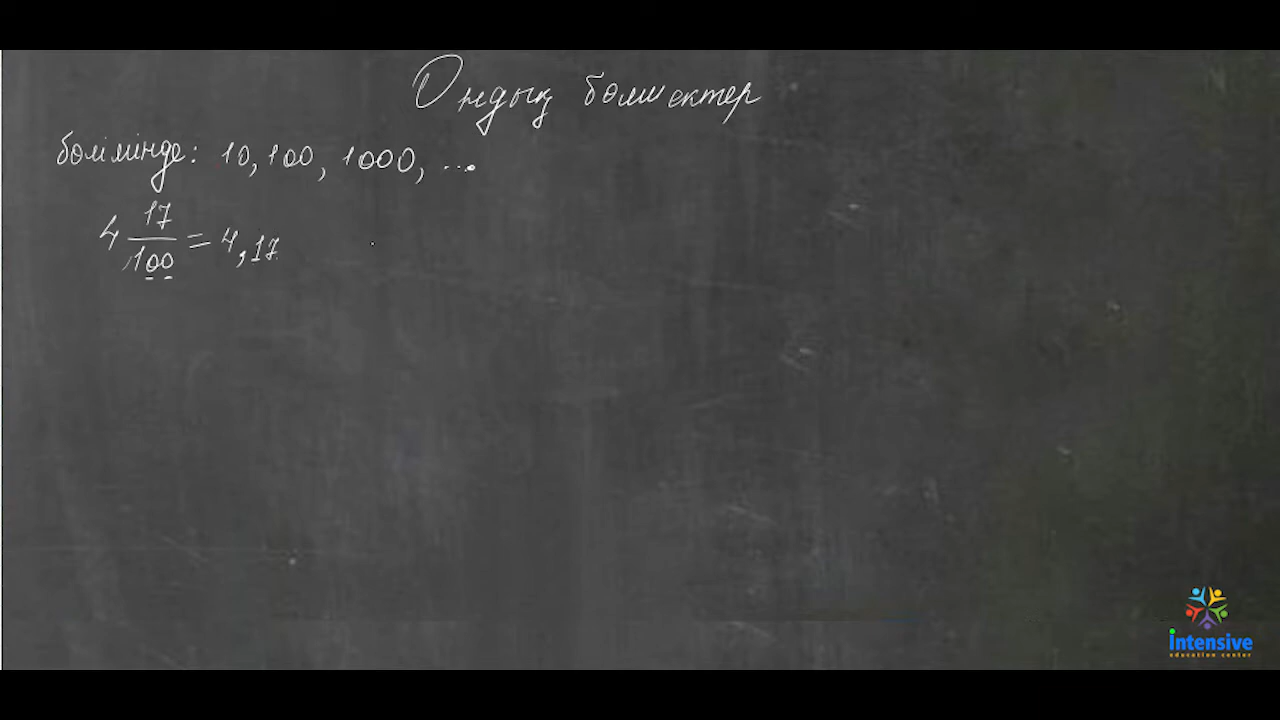 Ондық бөлшектер
бөлімінде: 10, 100, 1000, ...
4 17/100 = 4,17
intensive
education center